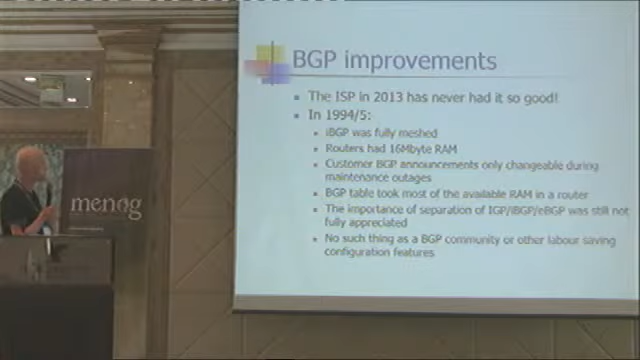 BGP improvements
The ISP in 2013 has never had it so good!
In 1994/5:
iBGP was fully meshed
Routers had 16Mbyte RAM
Customer BGP announcements only changeable during
maintenance outages
BGP table took most of the available RAM in a router
The importance of separation of IGP/iBGP/eBGP was still not
fully appreciated
No such thing as a BGP community or other labour saving
configuration features
menog